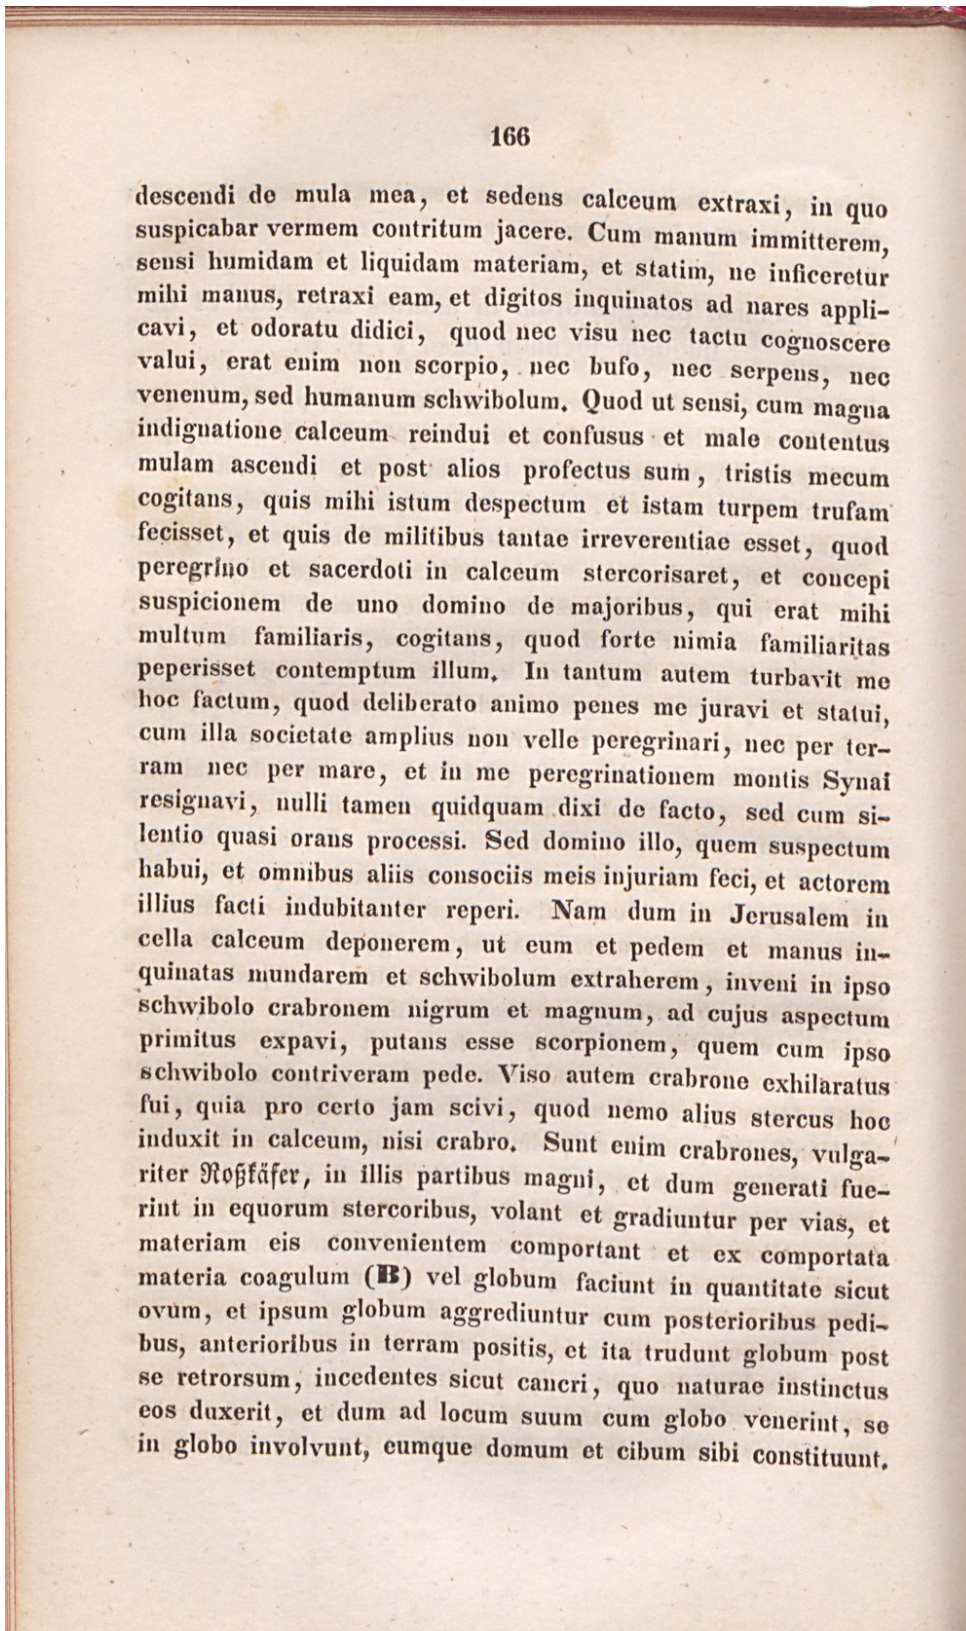 166
descendi de mula mea, et sedens calceum extraxi, in quo
suspicabar vermem contritum jacere. Cum manum immitterem,
sensi humidam et liquidam materiam, et statim, ne inficeretur
mihi manus, retraxi eam, et digitos inquinatos ad nares appli-
cavi, et odoratu didici, quod nec visu nec tactu cognoscere
valui, erat enim non scorpio, nec bufo, nec serpens, nec
venenum, sed humanum schwibolum. Quod ut sensi, cum magna
indignatione calceum reindui et confusus et male contentus
mulam ascendi et post alios profectus sum, tristis mecum
cogitans, quis mihi istum despectum et istam turpem trufam
fecisset, et quis de militibus tantae irreverentiae esset, quod
peregrino et sacerdoti in calceum stercorisaret, et concepi
suspicionem de uno domino de majoribus, qui erat mihi
multum familiaris, cogitans, quod forte nimia familiaritas
peperisset contemptum illum. In tantum autem turbavit me
hoc factum, quod deliberato animo penes me juravi et statui,
cum illa societate amplius non velle peregrinari, nec per ter-
ram nec per mare, et in me peregrinationem montis Synai
resignavi, nulli tamen quidquam dixi de facto, sed cum si-
lentio quasi orans processi. Sed domino illo, quem suspectum
habui, et omnibus aliis consociis meis injuriam feci, et actorem
illius facti indubitanter reperi. Nam dum in Jerusalem in
cella calceum deponerem, ut eum et pedem et manus in-
quinatas mundarem et schwibolum extraherem, inveni in ipso
schwibolo crabronem nigrum et magnum, ad cujus aspectum
primitus expavi, putans esse scorpionem, quem cum ipso
schwibolo contriveram pede. Viso autem crabrone exhilaratus
fui, quia pro certo jam scivi, quod nemo alius stercus hoc
induxit in calceum, nisi crabro. Sunt enim crabrones, vulga-
riter Roßkäfer, in illis partibus magni, et dum generati fue-
rint in equorum stercoribus, volant et gradiuntur per vias, et
materiam eis convenientem comportant et ex comportata
materia coagulum (B) vel globum faciunt in quantitate sicut
ovum, et ipsum globum aggrediuntur cum posterioribus pedi-
bus, anterioribus in terram positis, et ita trudunt globum post
se retrorsum, incedentes sicut cancri, quo naturae instinctus
eos duxerit, et dum ad locum suum cum globo venerint, se
in globo involvunt, eumque domum et cibum sibi constituunt.